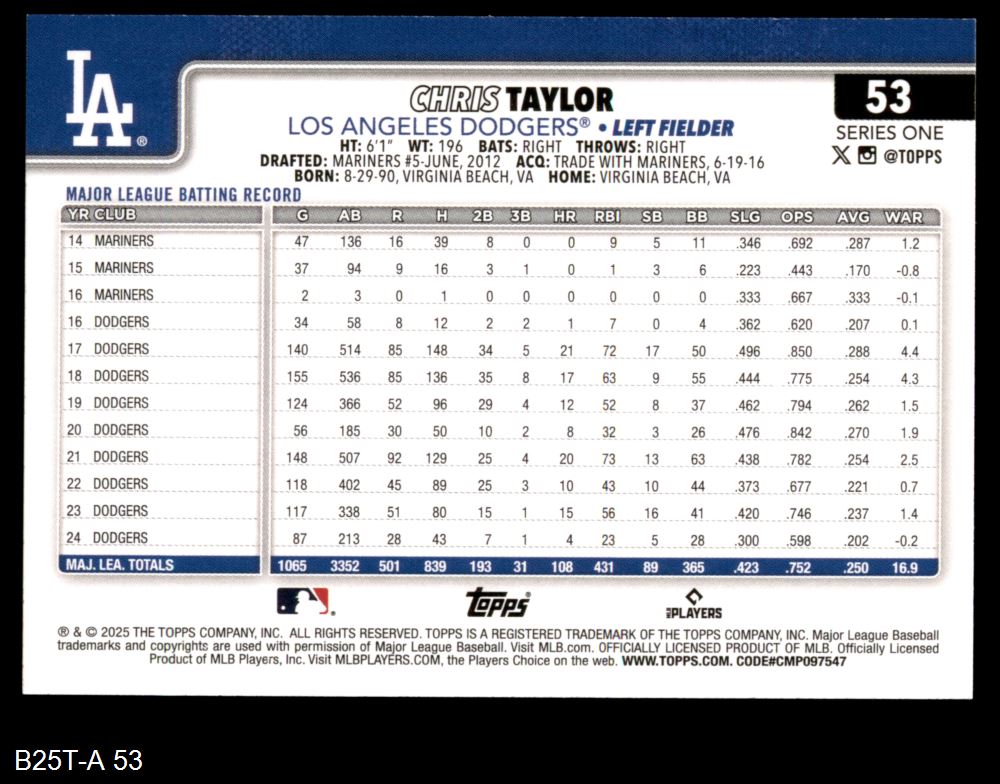 LA®
CHRIS TAYLOR
53
LOS ANGELES DODGERS® • LEFT FIELDER
SERIES ONE
HT: 6'1" WT: 196 BATS: RIGHT THROWS: RIGHT
@TOPPS
DRAFTED: MARINERS #5-JUNE, 2012 ACQ: TRADE WITH MARINERS, 6-19-16
BORN: 8-29-90, VIRGINIA BEACH, VA HOME: VIRGINIA BEACH, VA
MAJOR LEAGUE BATTING RECORD
YR CLUB G AB R H 2B 3B HR RBI SB BB SLG OPS AVG WAR
14 MARINERS 47 136 16 39 8 0 0 9 5 11 .346 .692 .287 1.2
15 MARINERS 37 94 9 16 3 1 0 1 3 6 .223 .443 .170 -0.8
16 MARINERS 2 3 0 1 0 0 0 0 0 0 .333 .667 .333 -0.1
16 DODGERS 34 58 8 12 2 2 1 7 0 4 .362 .620 .207 0.1
17 DODGERS 140 514 85 148 34 5 21 72 17 50 .496 .850 .288 4.4
18 DODGERS 155 536 85 136 35 8 17 63 9 55 .444 .775 .254 4.3
19 DODGERS 124 366 52 96 29 4 12 52 8 37 .462 .794 .262 1.5
20 DODGERS 56 185 30 50 10 2 8 32 3 26 .476 .842 .270 1.9
21 DODGERS 148 507 92 129 25 4 20 73 13 63 .438 .782 .254 2.5
22 DODGERS 118 402 45 89 25 3 10 43 10 44 .373 .677 .221 0.7
23 DODGERS 117 338 51 80 15 1 15 56 16 41 .420 .746 .237 1.4
24 DODGERS 87 213 28 43 7 1 4 23 5 28 .300 .598 .202 -0.2
MAJ. LEA. TOTALS 1065 3352 501 839 193 31 108 431 89 365 .423 .752 .250 16.9
Topps® MLBPLAYERS
® & © 2025 THE TOPPS COMPANY, INC. ALL RIGHTS RESERVED. TOPPS IS A REGISTERED TRADEMARK OF THE TOPPS COMPANY, INC. Major League Baseball
trademarks and copyrights are used with permission of Major League Baseball. Visit MLB.com. OFFICIALLY LICENSED PRODUCT OF MLB. Officially Licensed
Product of MLB Players, Inc. Visit MLBPLAYERS.COM, the Players Choice on the web. WWW.TOPPS.COM. CODE#CMP097547
B25T-A 53